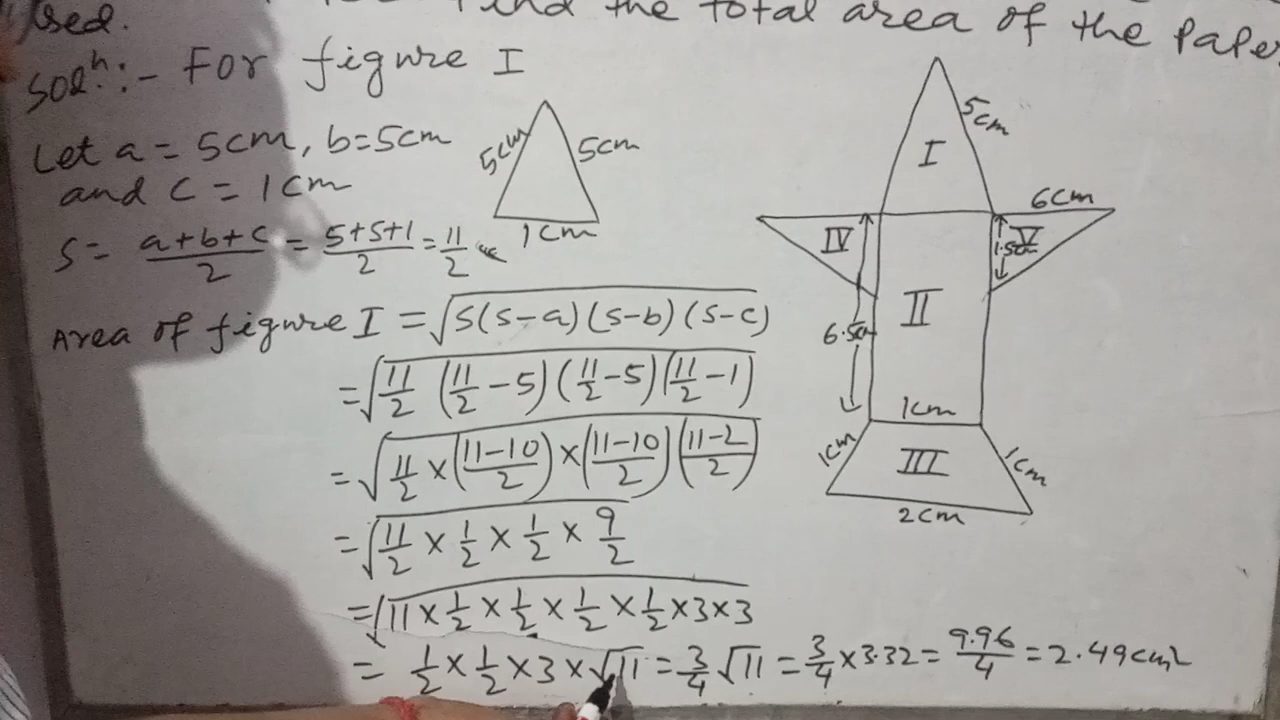 used. Find the total area of the Paper
Solⁿ:- For figure I
Let a = 5cm, b=5cm
and c = 1cm
S = a+b+c/2 = 5+5+1/2 = 11/2
5cm 5cm
1cm
Area of figure I = √S(S-a)(S-b)(S-c)
= √11/2 (11/2 - 5)(11/2 - 5)(11/2 - 1)
= √11/2 × (11-10/2) × (11-10/2) (11-2/2)
= √11/2 × 1/2 × 1/2 × 9/2
= √11 × 1/2 × 1/2 × 1/2 × 1/2 × 3 × 3
= 1/2 × 1/2 × 3 × √11 = 3/4 √11 = 3/4 × 3.32 = 9.96/4 = 2.49cm²
5cm
I
6cm
IV
V
1.5cm
II
6.5cm
1cm
1cm
III
1cm
2cm